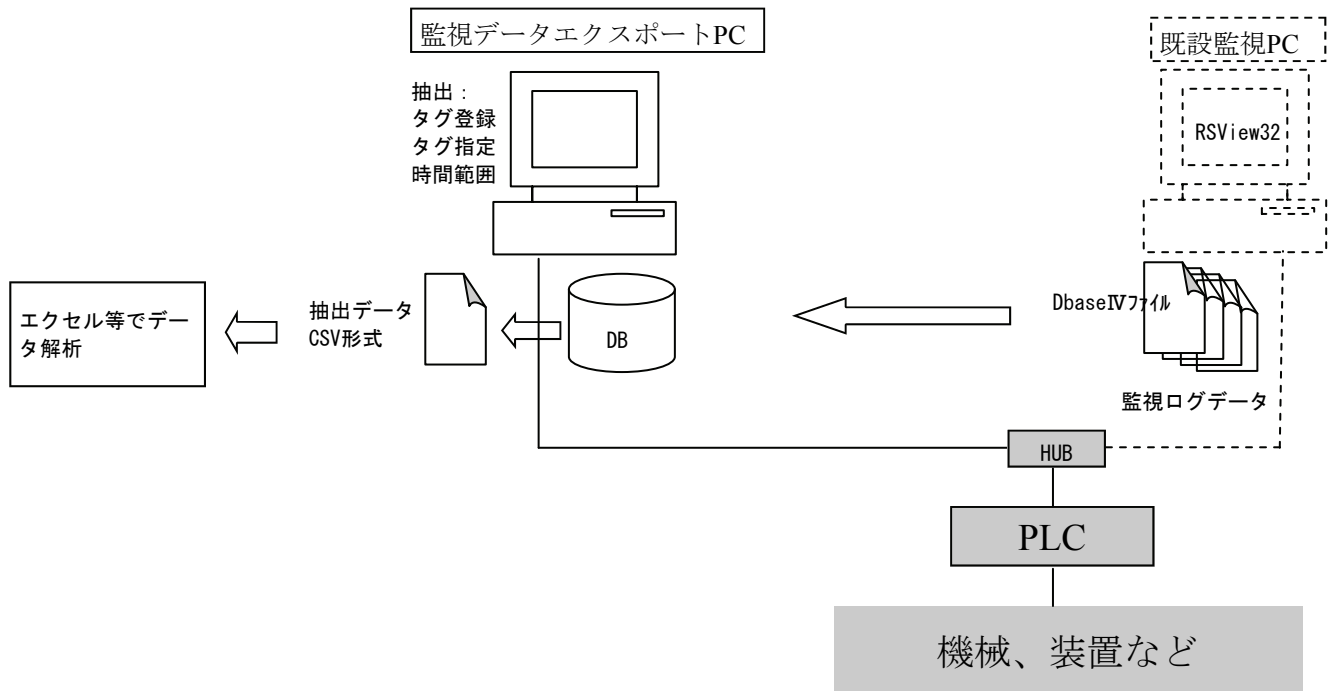 監視データエクスポートPC
既設監視PC
抽出：
タグ登録
タグ指定
時間範囲
RSView32
エクセル等でデー
タ解析
抽出データ
CSV形式
DB
DbaseⅣファイル
監視ログデータ
HUB
PLC
機械、装置など